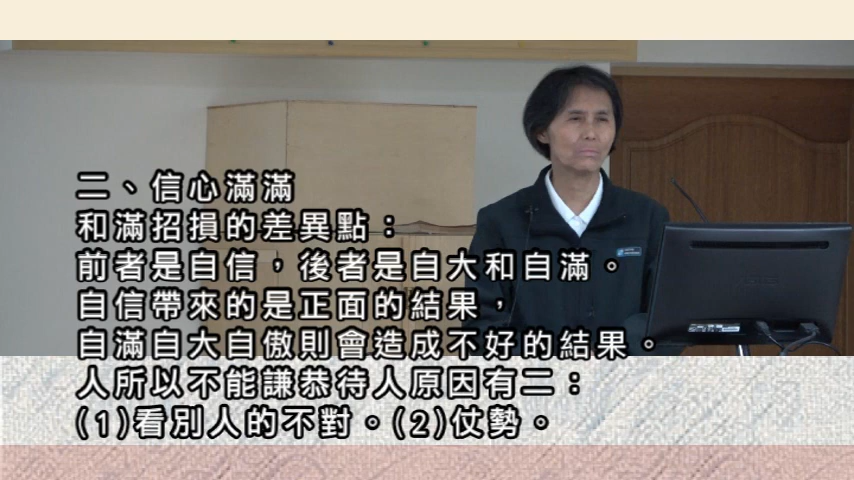 二、信心滿滿
和滿招損的差異點：
前者是自信，後者是自大和自滿。
自信帶來的是正面的結果，
自滿自大自傲則會造成不好的結果。
人所以不能謙恭待人原因有二：
(1)看別人的不對。(2)仗勢。